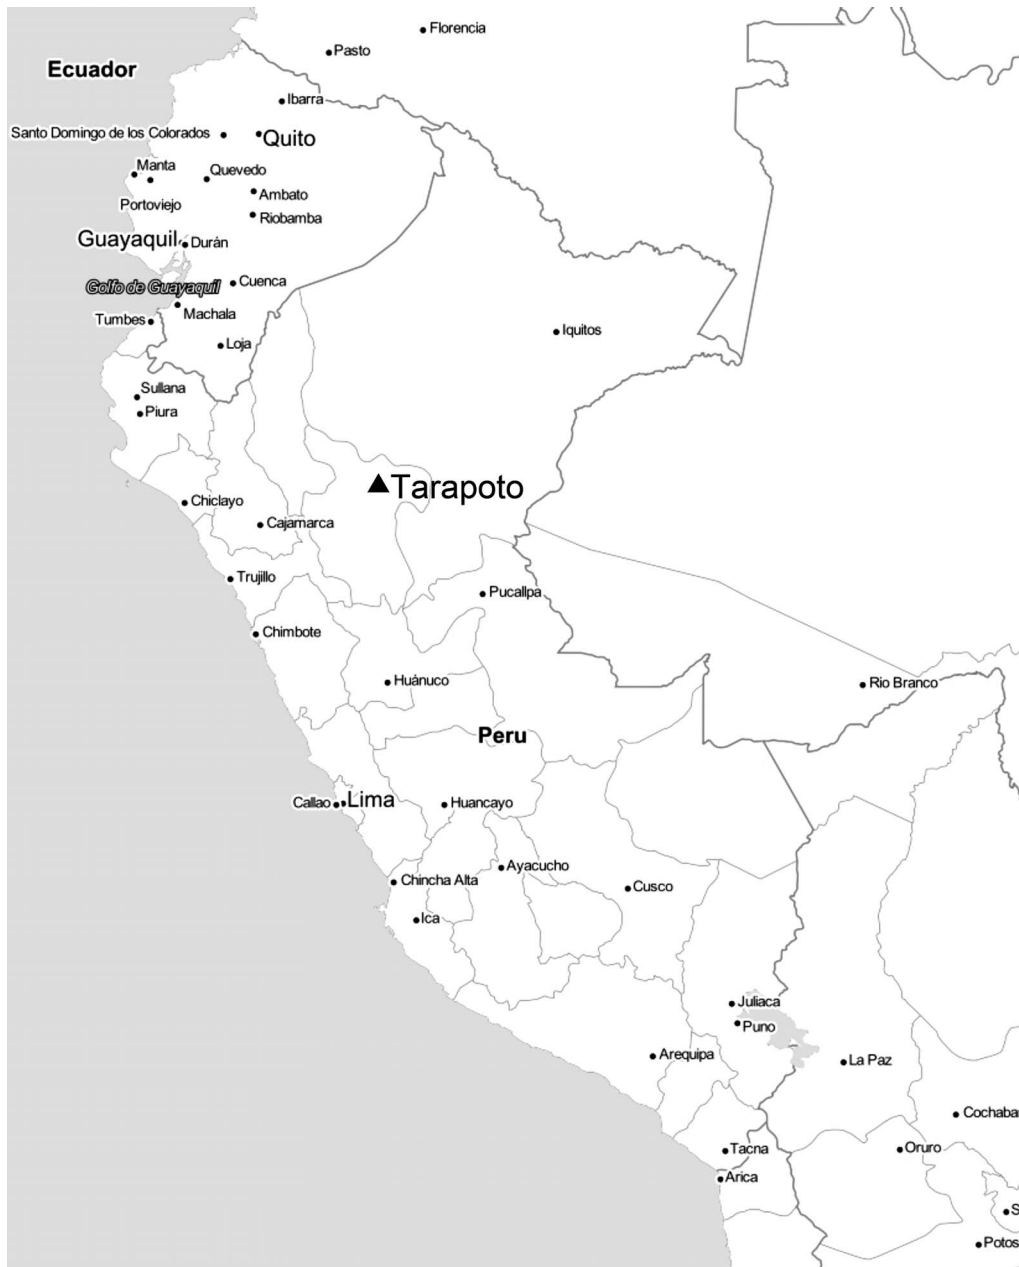 Florencia
Pasto
Ecuador
Ibarra
Santo Domingo de los Colorados
Quito
Manta
Quevedo
Ambato
Portoviejo
Riobamba
Guayaquil
Durán
Golfo de Guayaquil
Cuenca
Machala
Tumbes
Iquitos
Loja
Sullana
Piura
Tarapoto
Chiclayo
Cajamarca
Trujillo
Pucallpa
Chimbote
Huánuco
Rio Branco
Peru
Callao
Lima
Huancayo
Ayacucho
Chincha Alta
Cusco
Ica
Juliaca
Puno
Arequipa
La Paz
Cochaba
Tacna
Oruro
Arica
S
Potos